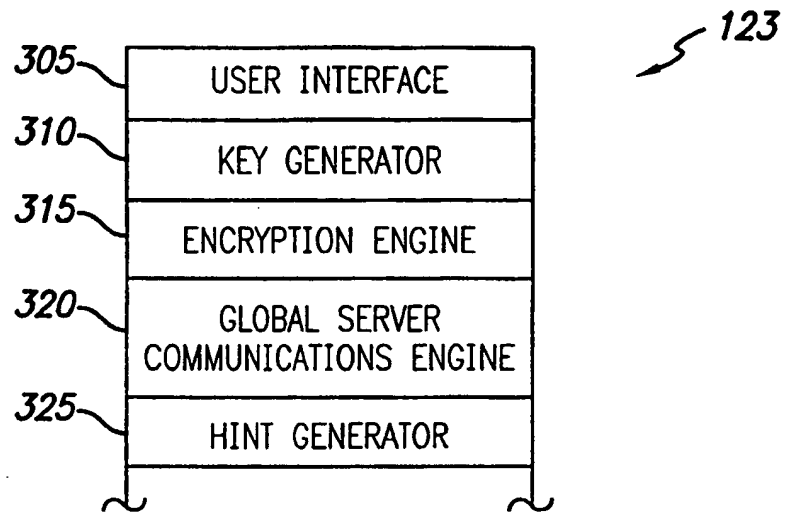 123
305 USER INTERFACE
310 KEY GENERATOR
315 ENCRYPTION ENGINE
320 GLOBAL SERVER
COMMUNICATIONS ENGINE
325 HINT GENERATOR